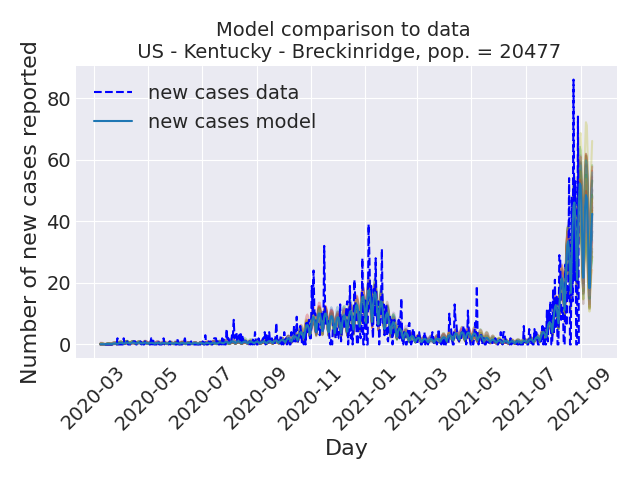 Model comparison to data
US - Kentucky - Breckinridge, pop. = 20477
Number of new cases reported
80
60
40
20
0
new cases data
new cases model
2020-03
2020-05
2020-07
2020-09
2020-11
2021-01
2021-03
2021-05
2021-07
2021-09
Day